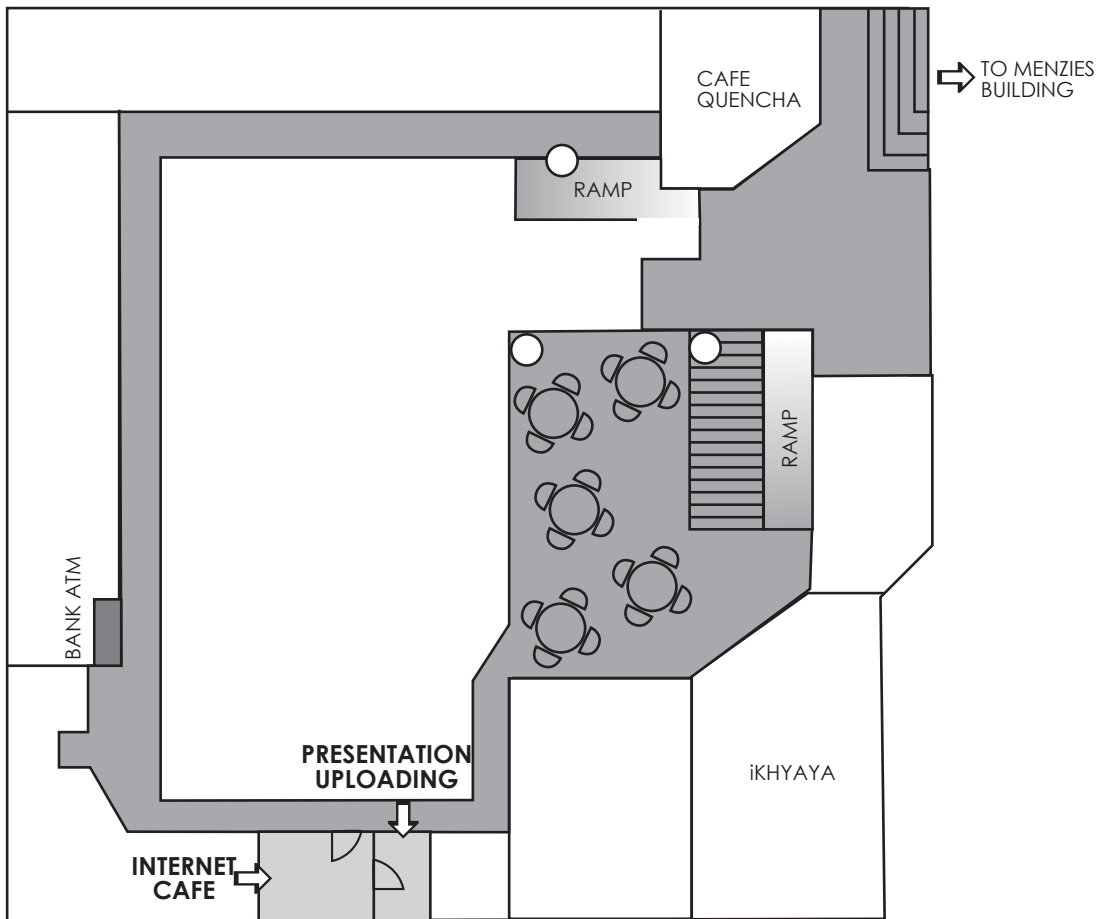 CAFE
QUENCHA
TO MENZIES
BUILDING
RAMP
RAMP
BANK ATM
PRESENTATION
UPLOADING
iKHYAYA
INTERNET
CAFE